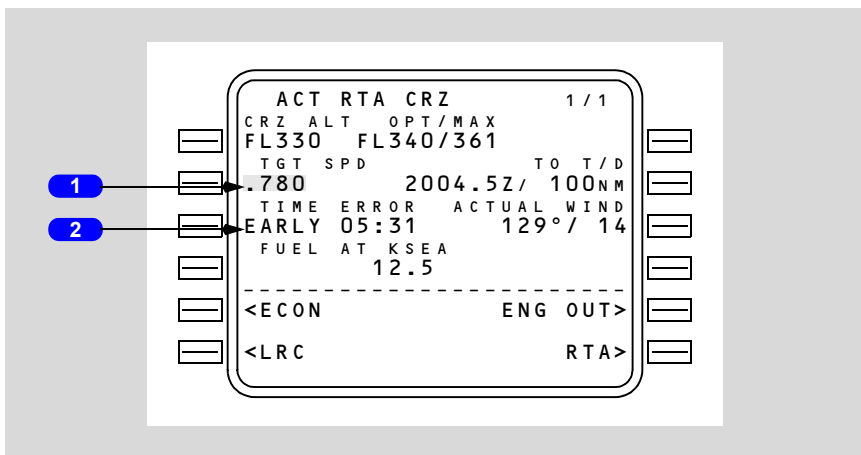 ACT RTA CRZ 1/1
CRZ ALT OPT/MAX
FL330 FL340/361
TGT SPD TO T/D
1 .780 2004.5Z/ 100NM
TIME ERROR ACTUAL WIND
2 EARLY 05:31 129°/ 14
FUEL AT KSEA
12.5
------------------------
<ECON ENG OUT>
<LRC RTA>